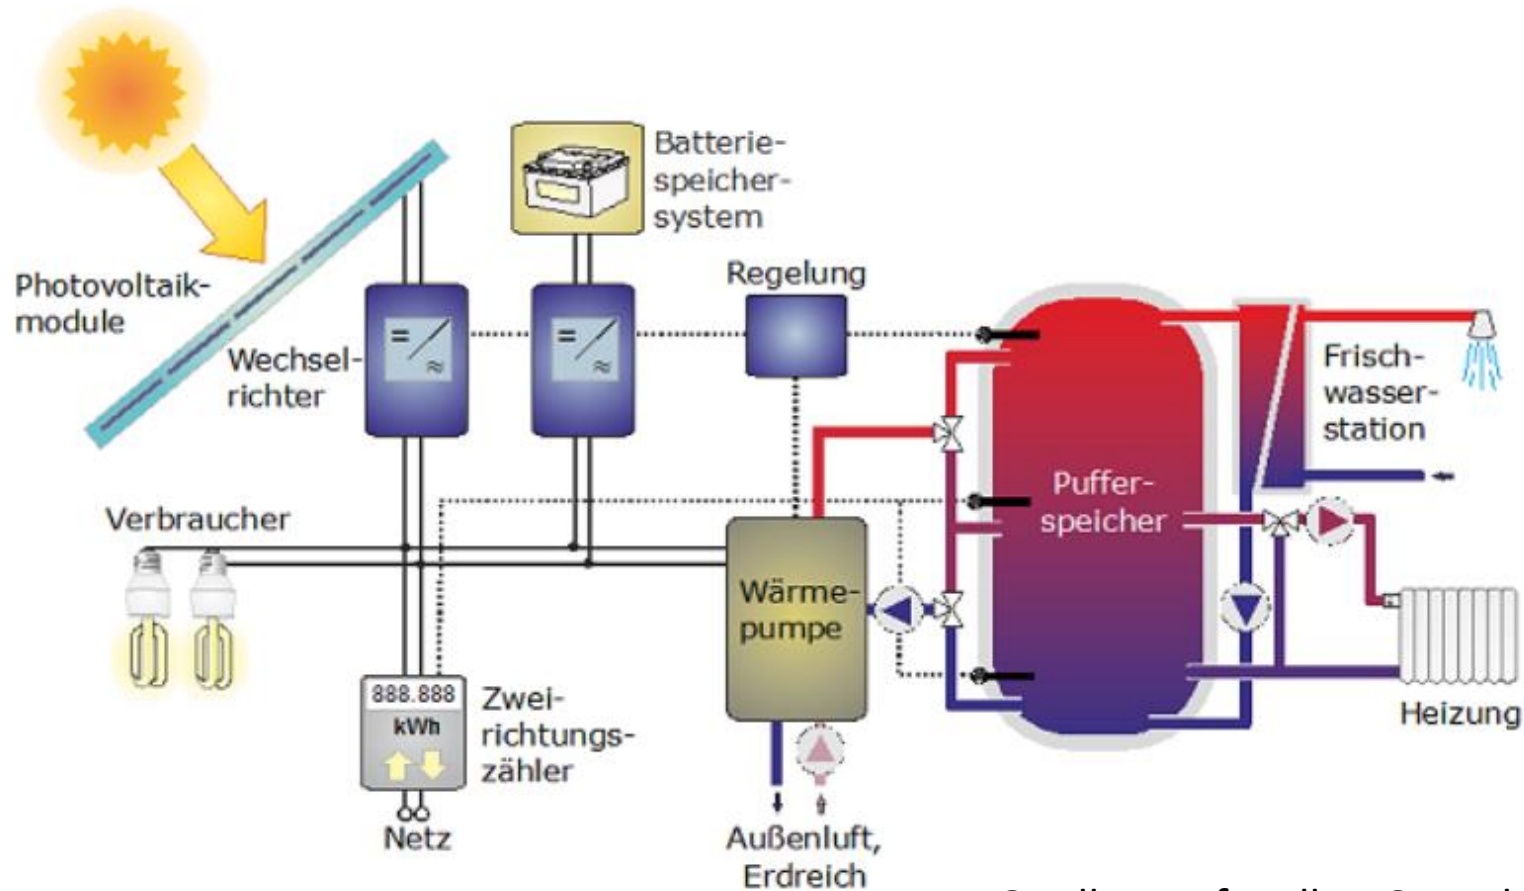 Batterie-
speicher-
system
Photovoltaik-
module
Regelung
Wechsel-
richter
=
≈
=
≈
Frisch-
wasser-
station
Puffer-
speicher
Verbraucher
Wärme-
pumpe
888.888
kWh
Zwei-
richtungs-
zähler
Heizung
Netz
Außenluft,
Erdreich